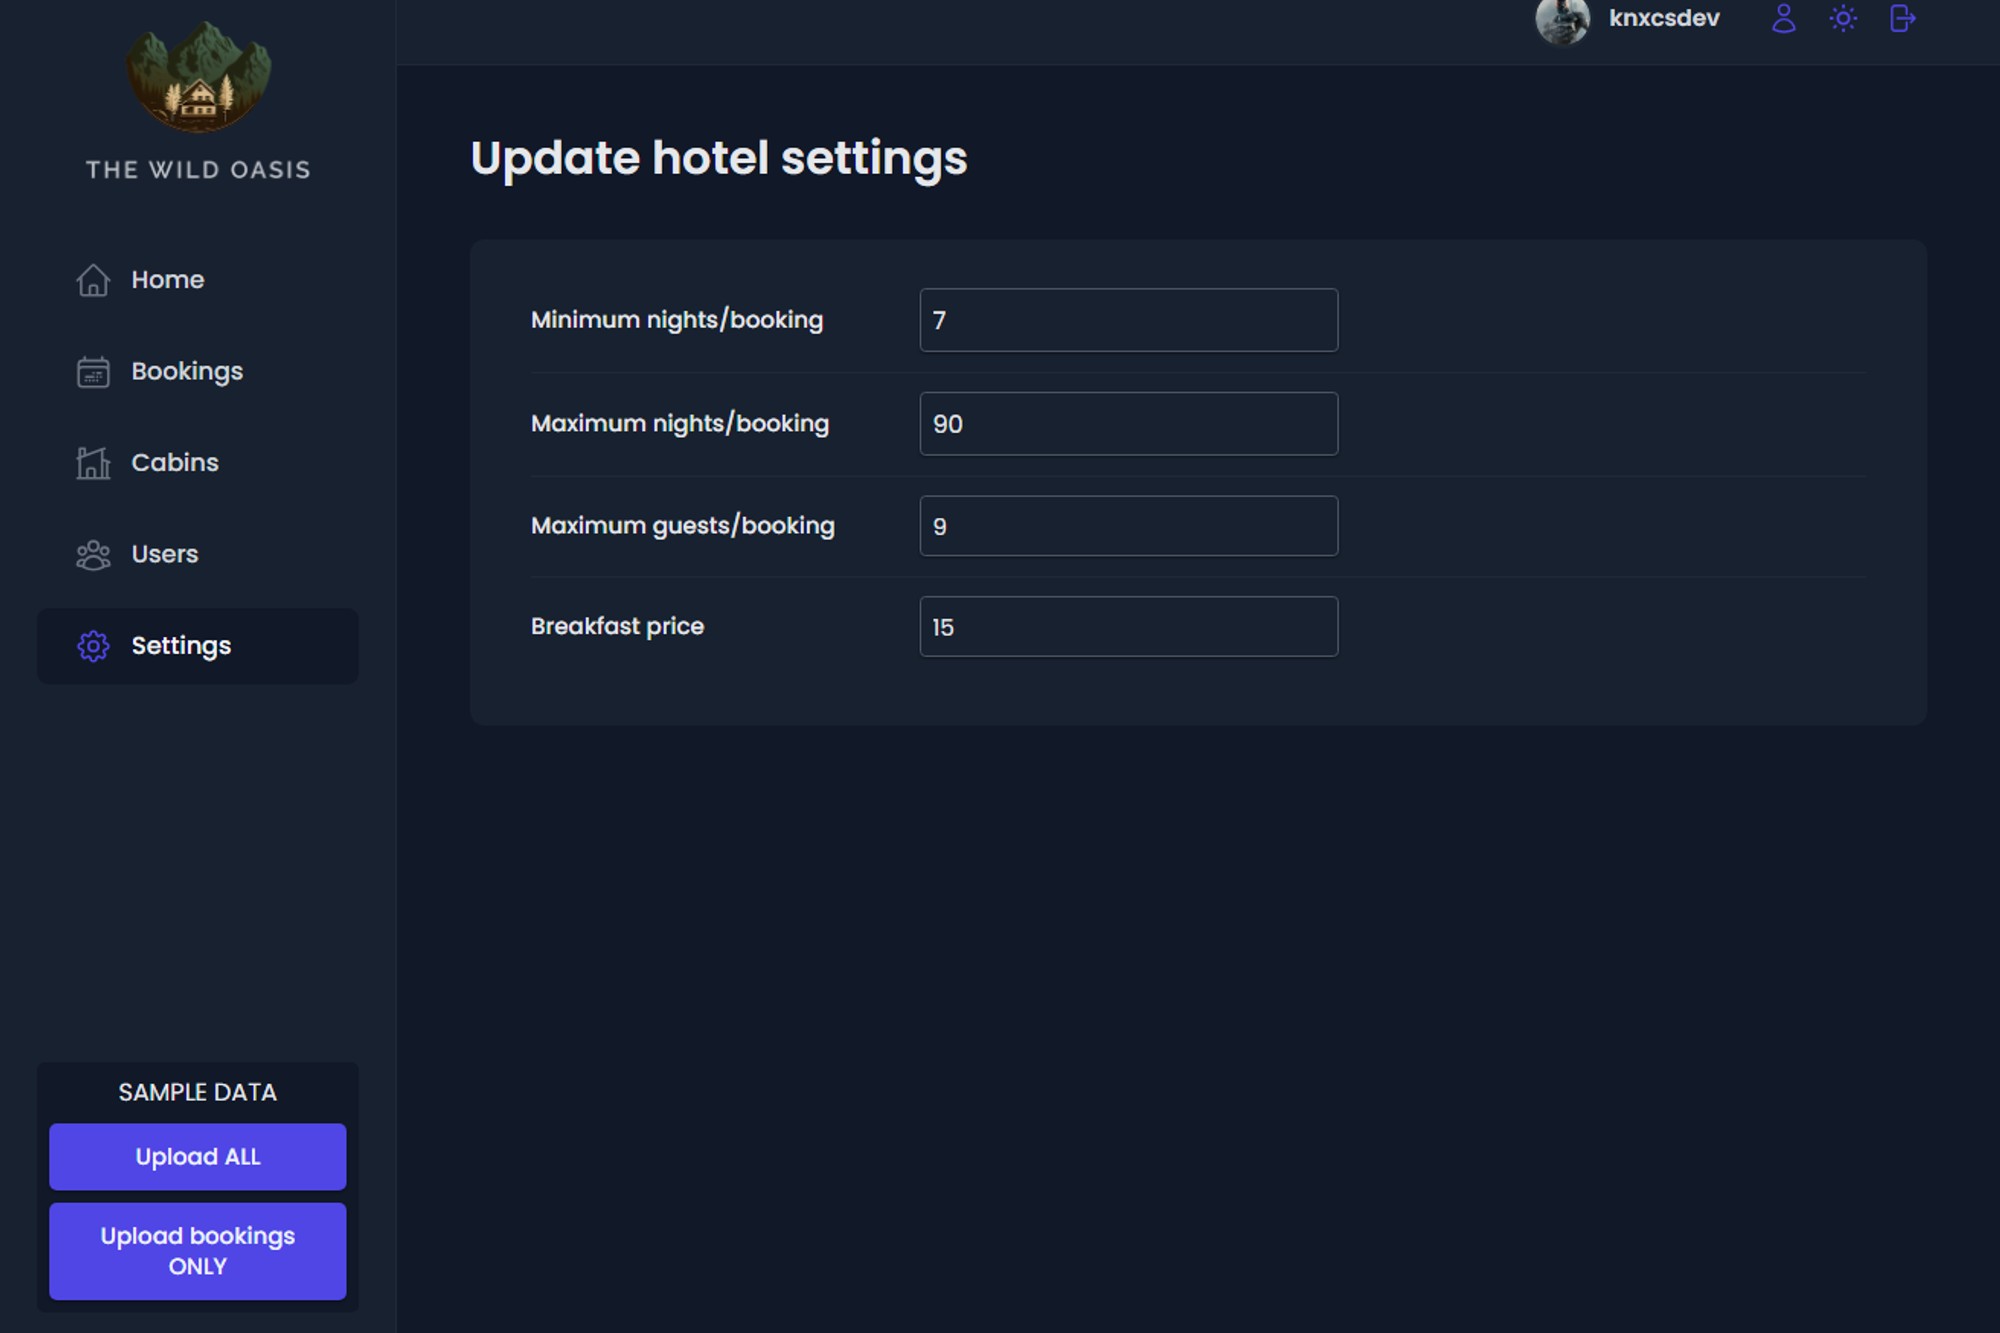 knxcsdev
THE WILD OASIS
Home
Bookings
Cabins
Users
Settings
SAMPLE DATA
Upload ALL
Upload bookings
ONLY
Update hotel settings
Minimum nights/booking
7
Maximum nights/booking
90
Maximum guests/booking
9
Breakfast price
15